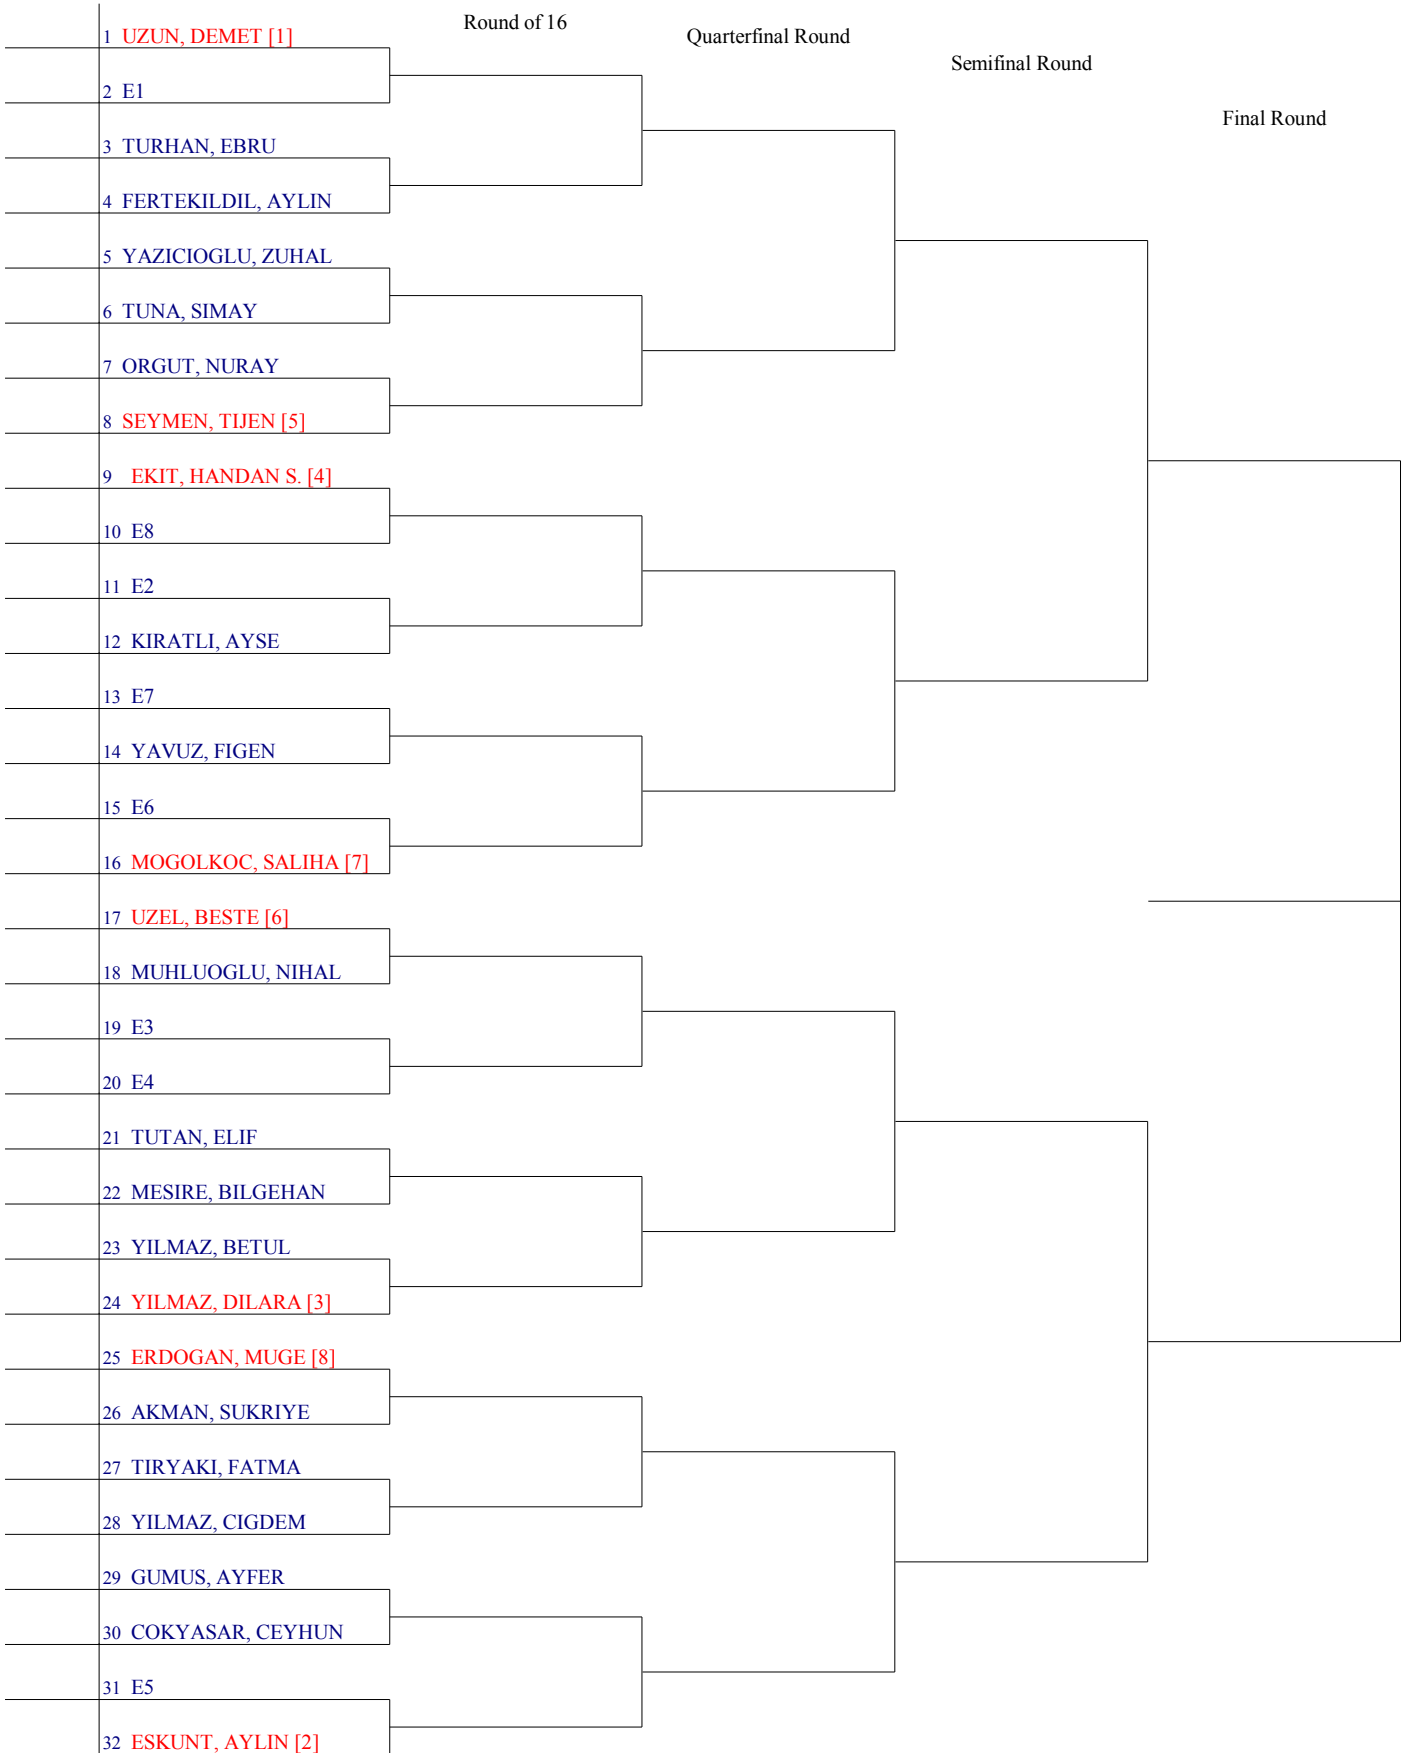 Round of 16
Quarterfinal Round
Semifinal Round
Final Round
1 UZUN, DEMET [1]
2 E1
3 TURHAN, EBRU
4 FERTEKILDIL, AYLIN
5 YAZICIOGLU, ZUHAL
6 TUNA, SIMAY
7 ORGUT, NURAY
8 SEYMEN, TIJEN [5]
9 EKIT, HANDAN S. [4]
10 E8
11 E2
12 KIRATLI, AYSE
13 E7
14 YAVUZ, FIGEN
15 E6
16 MOGOLKOC, SALIHA [7]
17 UZEL, BESTE [6]
18 MUHLUOGLU, NIHAL
19 E3
20 E4
21 TUTAN, ELIF
22 MESIRE, BILGEHAN
23 YILMAZ, BETUL
24 YILMAZ, DILARA [3]
25 ERDOGAN, MUGE [8]
26 AKMAN, SUKRIYE
27 TIRYAKI, FATMA
28 YILMAZ, CIGDEM
29 GUMUS, AYFER
30 COKYASAR, CEYHUN
31 E5
32 ESKUNT, AYLIN [2]